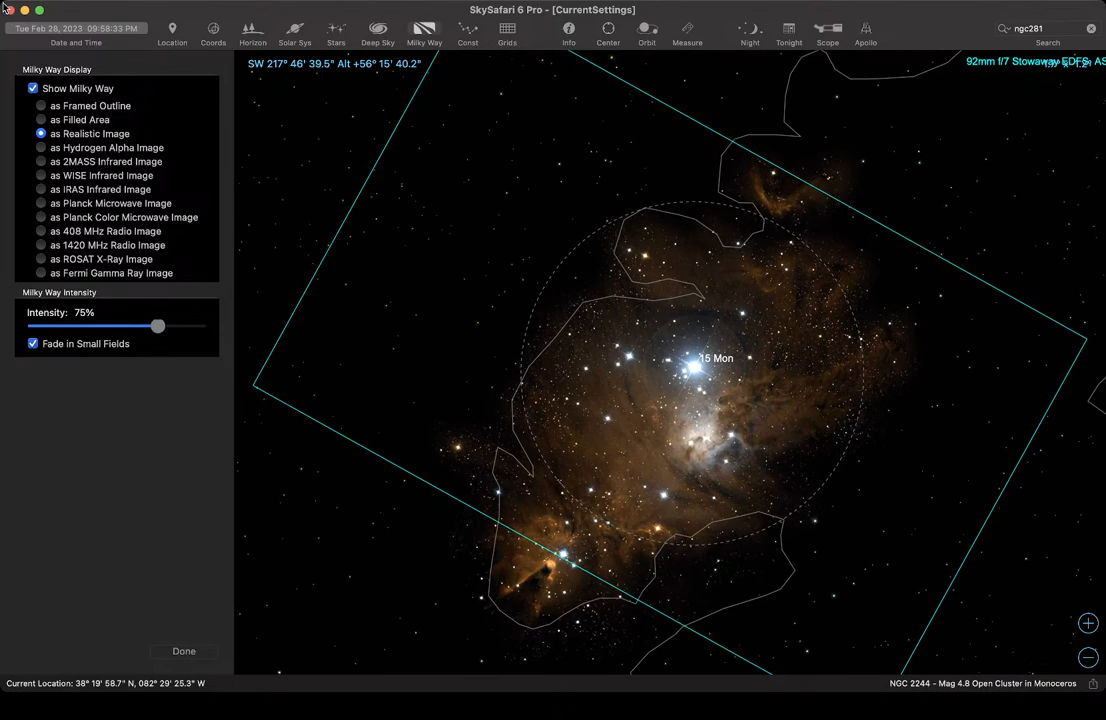 SkySafari 6 Pro - [CurrentSettings]
Tue Feb 28, 2023 09:58:33 PM
ngc281
Date and Time
Location
Coords
Horizon
Solar Sys
Stars
Deep Sky
Milky Way
Const
Grids
Info
Center
Orbit
Measure
Night
Tonight
Scope
Apollo
Search
SW 217° 46' 39.5" Alt +56° 15' 40.2"
92mm f/7 Stowaway EDFS: AS
Milky Way Display
Show Milky Way
as Framed Outline
as Filled Area
as Realistic Image
as Hydrogen Alpha Image
as 2MASS Infrared Image
as WISE Infrared Image
as IRAS Infrared Image
as Planck Microwave Image
as Planck Color Microwave Image
as 408 MHz Radio Image
as 1420 MHz Radio Image
as ROSAT X-Ray Image
as Fermi Gamma Ray Image
Milky Way Intensity
Intensity: 75%
Fade in Small Fields
15 Mon
Done
Current Location: 38° 19' 58.7" N, 082° 29' 25.3" W
NGC 2244 - Mag 4.8 Open Cluster in Monoceros